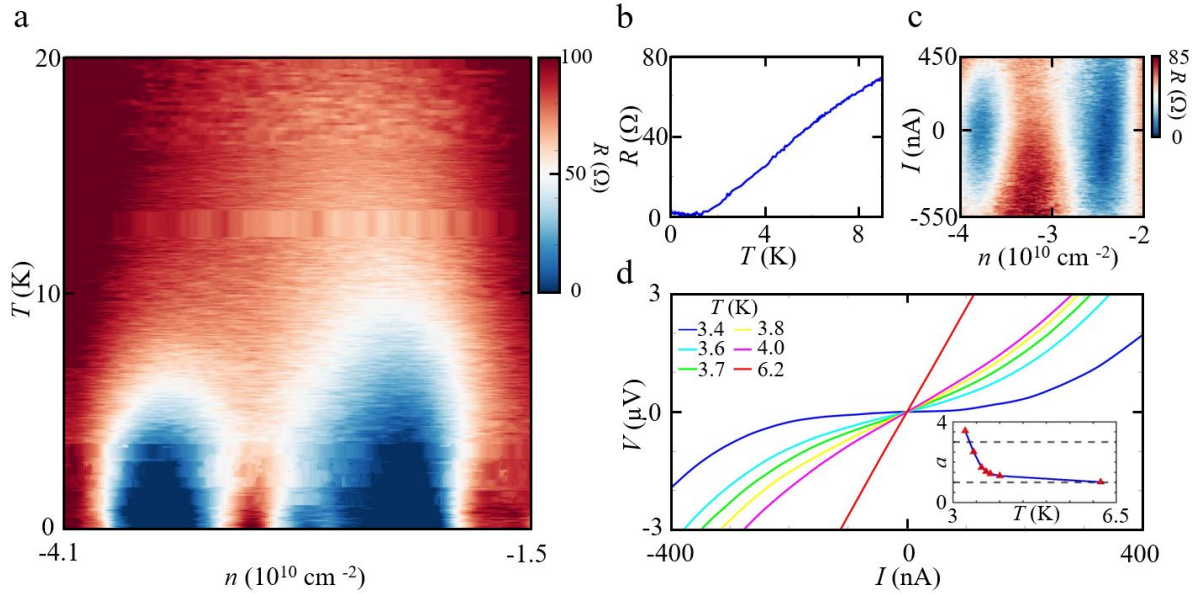 a
20
10
0
T (K)
-4.1
-1.5
n (10¹⁰ cm ⁻²)
100
50
0
R (Ω)
b
80
40
0
R (Ω)
0
4
8
T (K)
c
450
0
-550
I (nA)
-4
-3
-2
n (10¹⁰ cm ⁻²)
85
0
R (Ω)
d
3
0
-3
V (μV)
T (K)
3.4 3.8
3.6 4.0
3.7 6.2
4
0
a
3
6.5
T (K)
-400
0
400
I (nA)